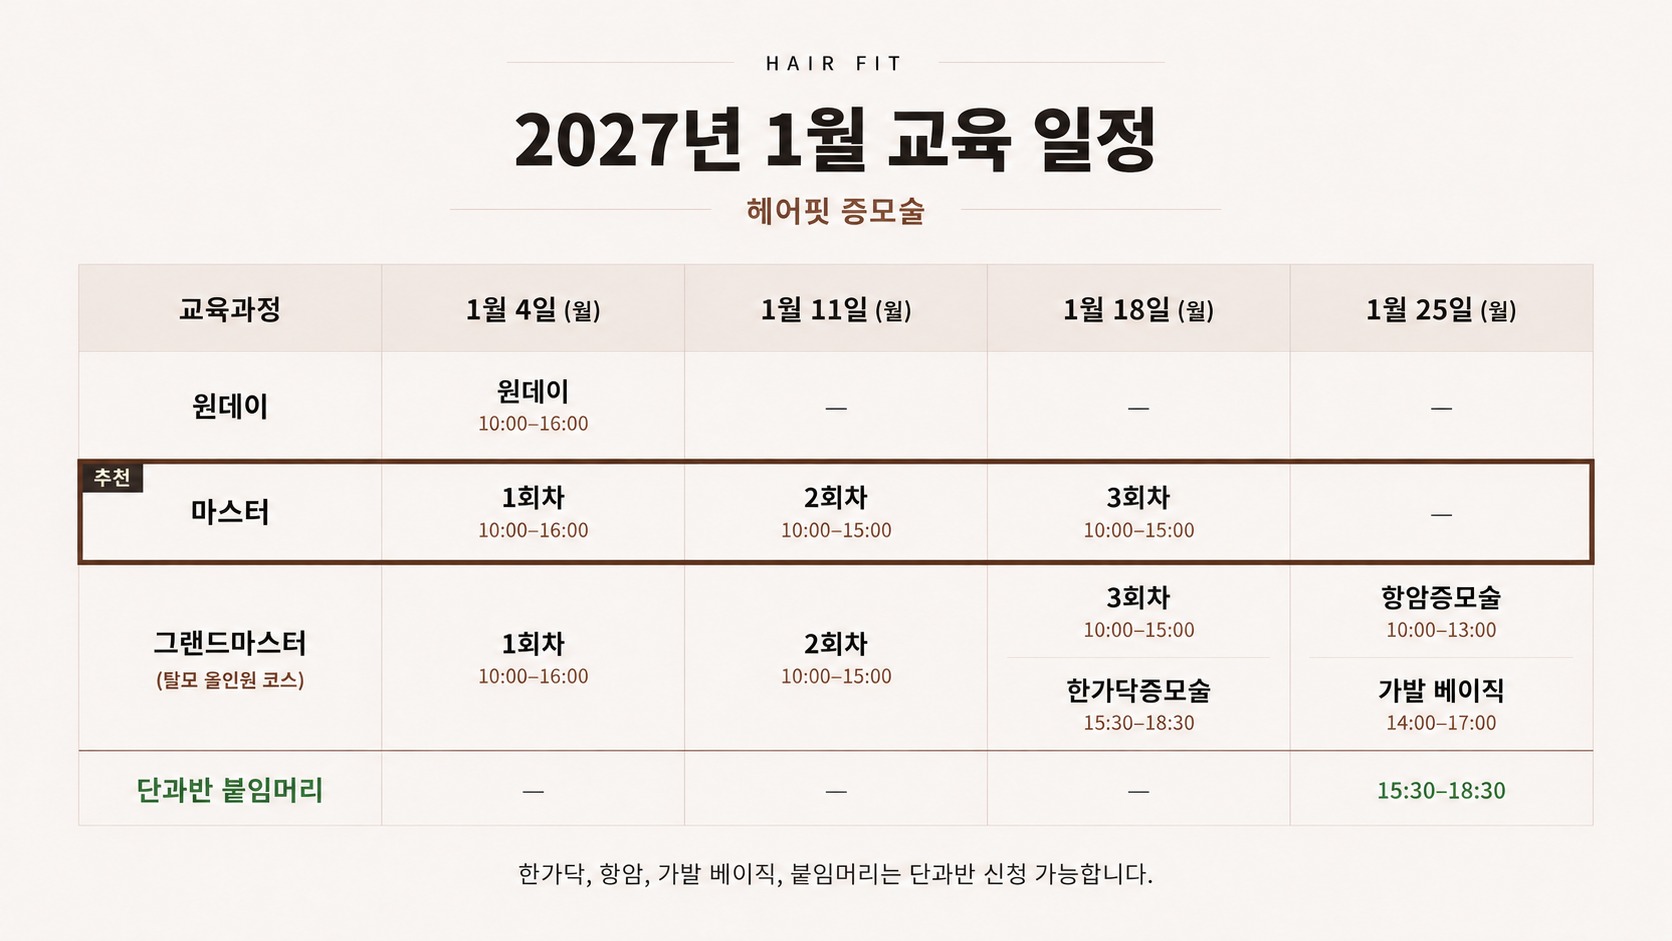 HAIR FIT
2027년 1월 교육 일정
헤어핏 증모술
교육과정 1월 4일 (월) 1월 11일 (월) 1월 18일 (월) 1월 25일 (월)
원데이
원데이
10:00–16:00
—
—
—
추천
마스터
1회차
10:00–16:00
2회차
10:00–15:00
3회차
10:00–15:00
—
그랜드마스터
(탈모 올인원 코스)
1회차
10:00–16:00
2회차
10:00–15:00
3회차
10:00–15:00
한가닥증모술
15:30–18:30
항암증모술
10:00–13:00
가발 베이직
14:00–17:00
단과반 붙임머리 — — — 15:30–18:30
한가닥, 항암, 가발 베이직, 붙임머리는 단과반 신청 가능합니다.